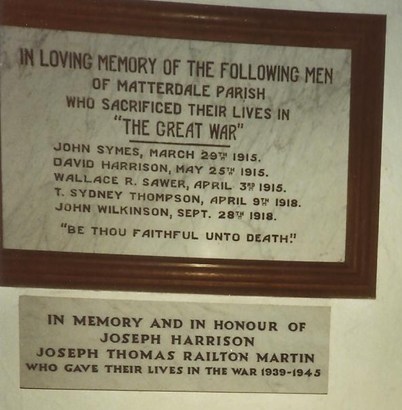 IN LOVING MEMORY OF THE FOLLOWING MEN
OF MATTERDALE PARISH
WHO SACRIFICED THEIR LIVES IN
"THE GREAT WAR"
JOHN SYMES, MARCH 29TH 1915.
DAVID HARRISON, MAY 25TH 1915.
WALLACE R. SAWER, APRIL 3RD 1915.
T. SYDNEY THOMPSON, APRIL 9TH 1918.
JOHN WILKINSON, SEPT. 28TH 1918.
"BE THOU FAITHFUL UNTO DEATH."
IN MEMORY AND IN HONOUR OF
JOSEPH HARRISON
JOSEPH THOMAS RAILTON MARTIN
WHO GAVE THEIR LIVES IN THE WAR 1939-1945